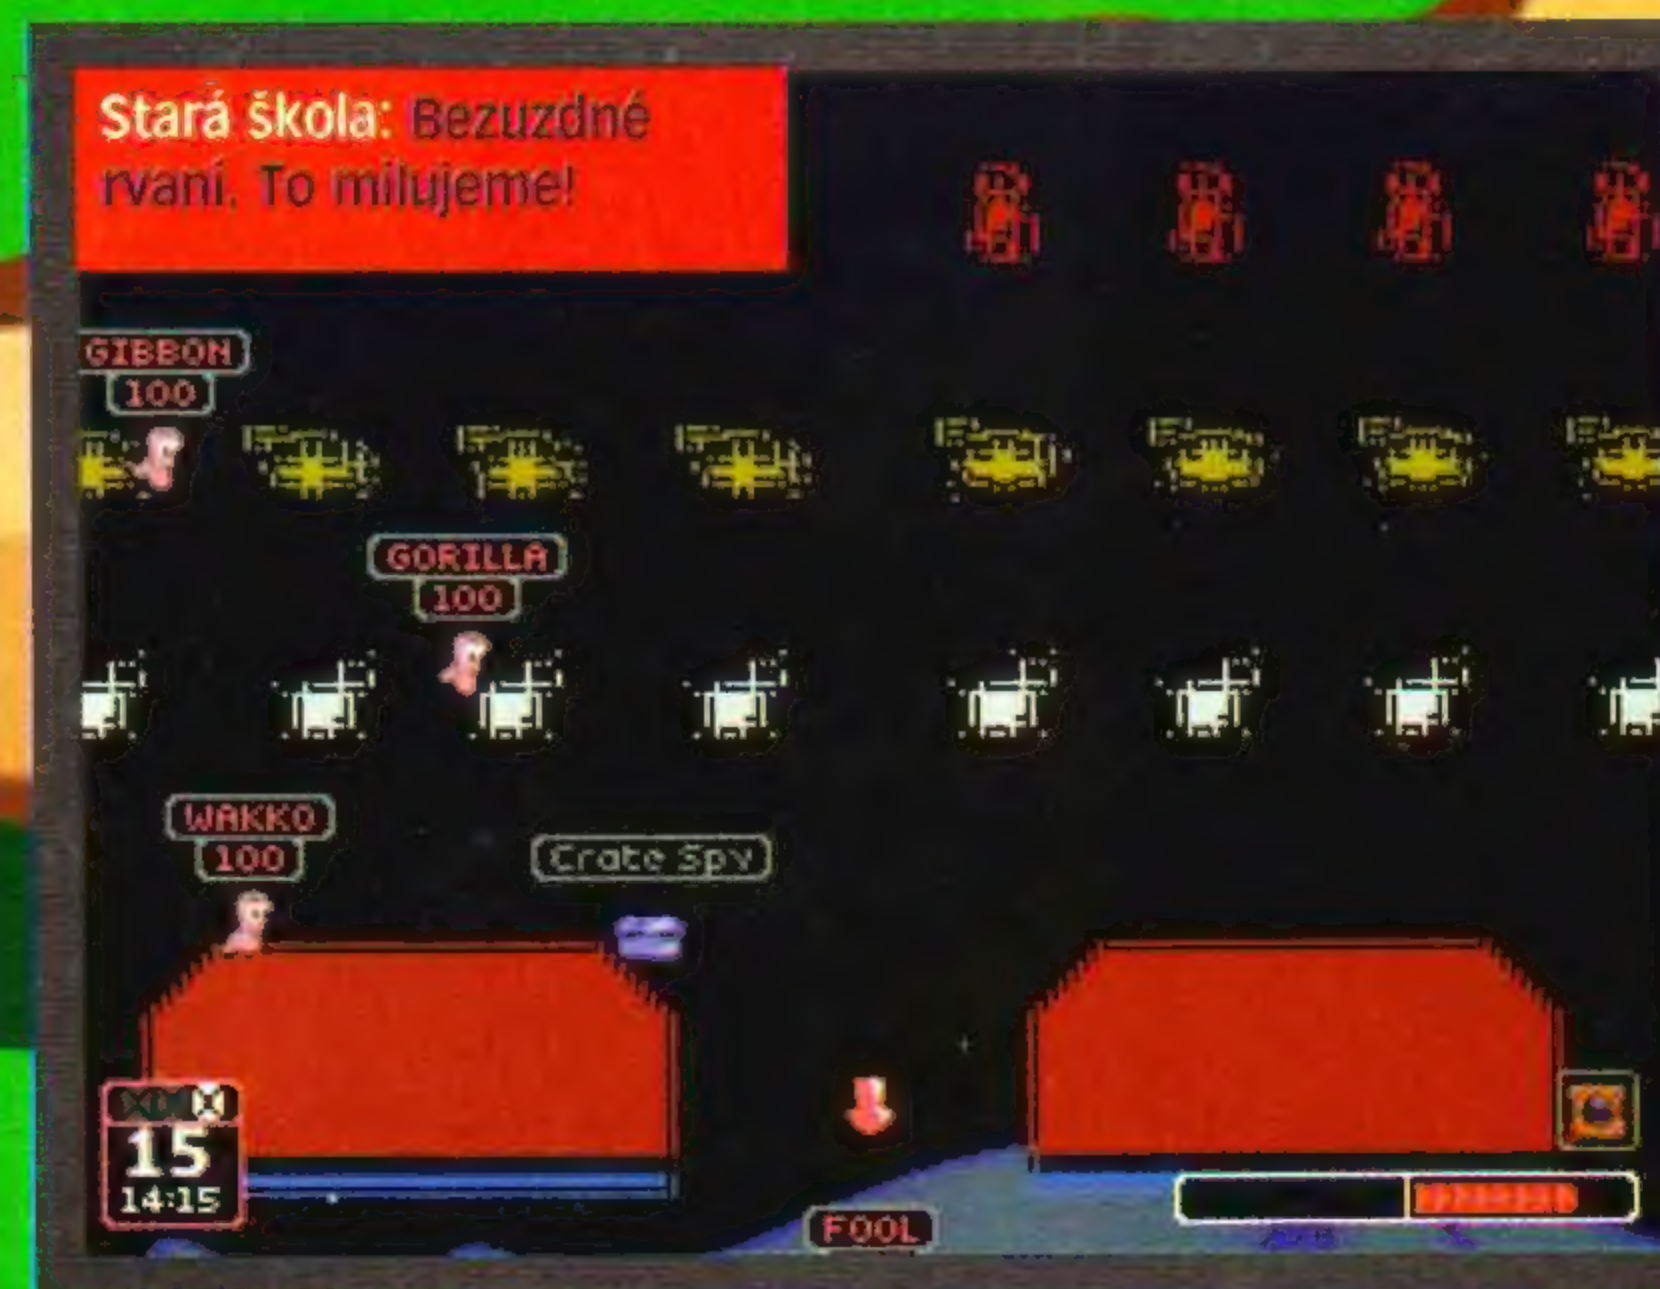 Stará škola: Bezuzdné
rvaní. To milujeme!
GIBBON
100
GORILLA
100
WAKKO
100
Crate Spy
15
14:15
FOOL